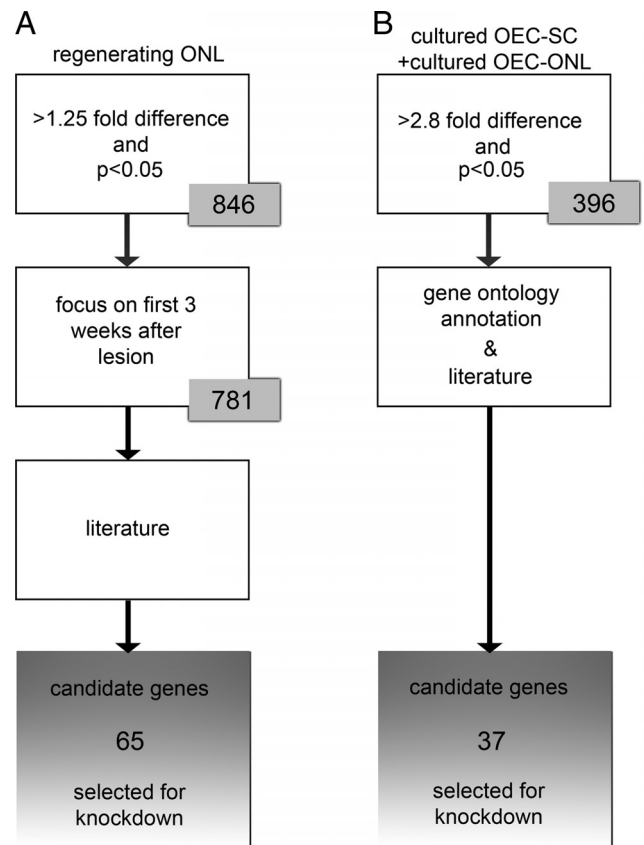 A
regenerating ONL
>1.25 fold difference
and
p<0.05
846
focus on first 3
weeks after
lesion
781
literature
candidate genes
65
selected for
knockdown
B
cultured OEC-SC
+cultured OEC-ONL
>2.8 fold difference
and
p<0.05
396
gene ontology
annotation
&
literature
candidate genes
37
selected for
knockdown